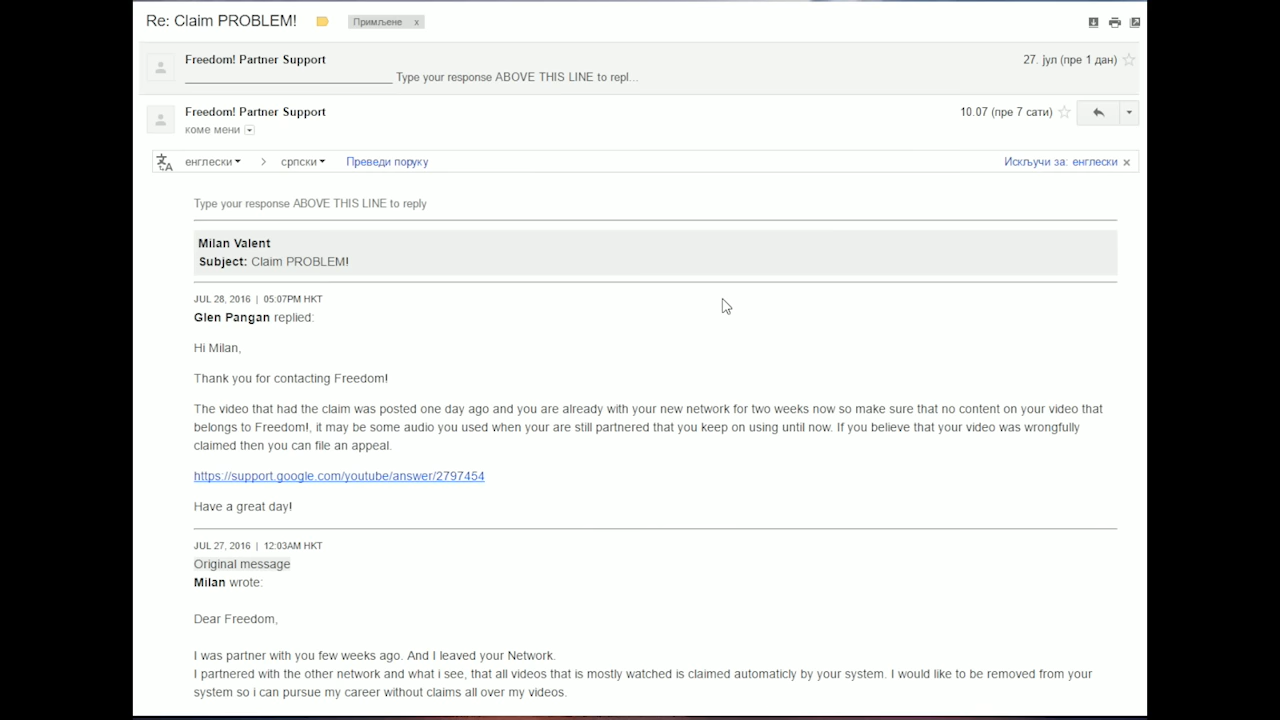 Re: Claim PROBLEM!
Примљене x
Freedom! Partner Support
27. јул (пре 1 дан)
Type your response ABOVE THIS LINE to repl...
Freedom! Partner Support
10.07 (пре 7 сати)
коме мени
енглески > српски Преведи поруку
Искључи за: енглески x
Type your response ABOVE THIS LINE to reply
Milan Valent
Subject: Claim PROBLEM!
JUL 28, 2016 | 05:07PM HKT
Glen Pangan replied:
Hi Milan,
Thank you for contacting Freedom!
The video that had the claim was posted one day ago and you are already with your new network for two weeks now so make sure that no content on your video that
belongs to Freedom!, it may be some audio you used when your are still partnered that you keep on using until now. If you believe that your video was wrongfully
claimed then you can file an appeal.
https://support.google.com/youtube/answer/2797454
Have a great day!
JUL 27, 2016 | 12:03AM HKT
Original message
Milan wrote:
Dear Freedom,
I was partner with you few weeks ago. And I leaved your Network.
I partnered with the other network and what i see, that all videos that is mostly watched is claimed automaticly by your system. I would like to be removed from your
system so i can pursue my career without claims all over my videos.